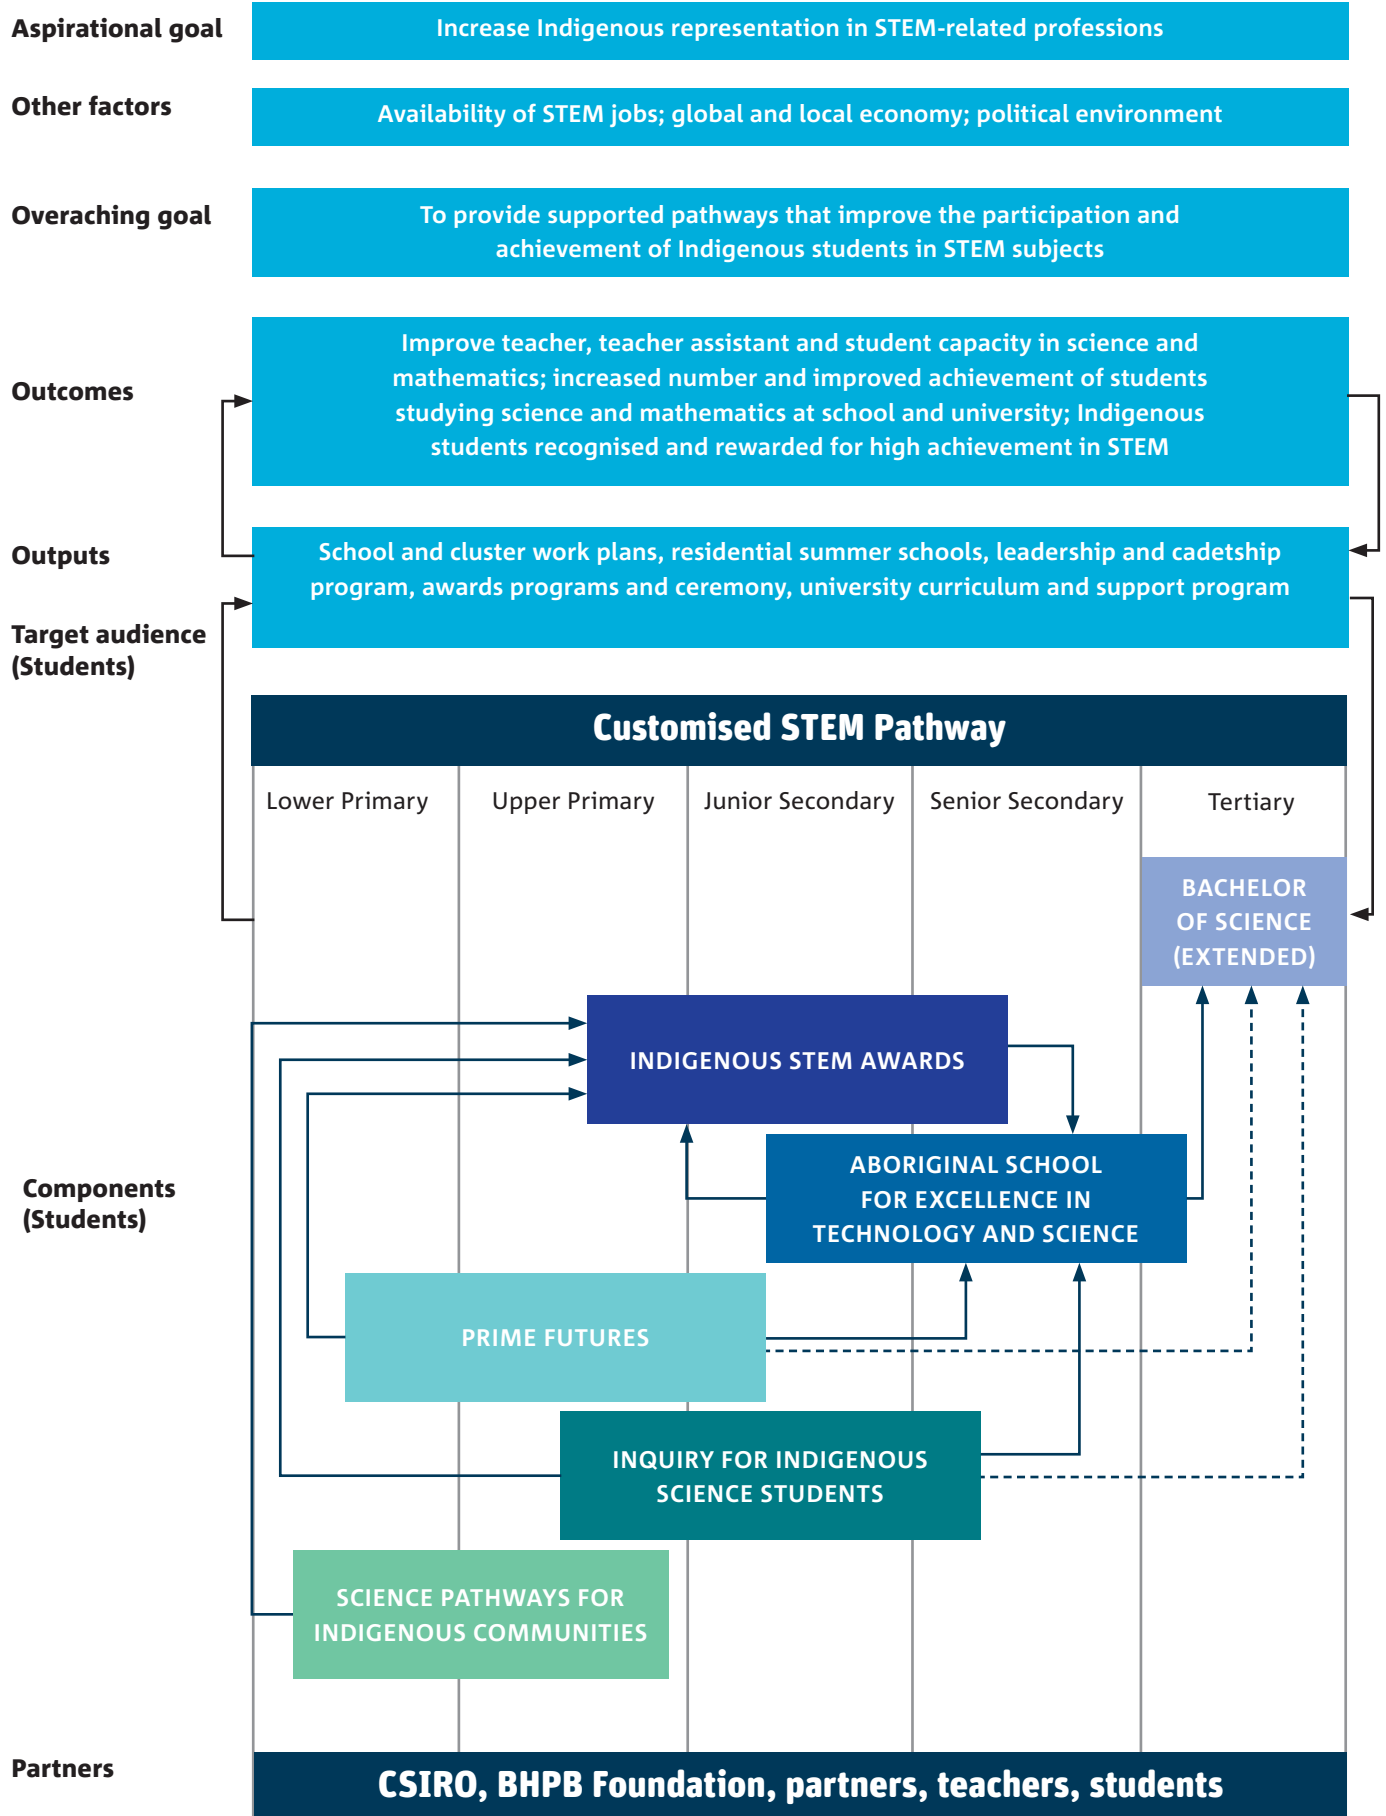 Aspirational goal
Increase Indigenous representation in STEM-related professions
Other factors
Availability of STEM jobs; global and local economy; political environment
Overaching goal
To provide supported pathways that improve the participation and
achievement of Indigenous students in STEM subjects
Outcomes
Improve teacher, teacher assistant and student capacity in science and
mathematics; increased number and improved achievement of students
studying science and mathematics at school and university; Indigenous
students recognised and rewarded for high achievement in STEM
Outputs
School and cluster work plans, residential summer schools, leadership and cadetship
program, awards programs and ceremony, university curriculum and support program
Target audience
(Students)
Customised STEM Pathway
Lower Primary
Upper Primary
Junior Secondary
Senior Secondary
Tertiary
BACHELOR
OF SCIENCE
(EXTENDED)
INDIGENOUS STEM AWARDS
ABORIGINAL SCHOOL
FOR EXCELLENCE IN
TECHNOLOGY AND SCIENCE
Components
(Students)
PRIME FUTURES
INQUIRY FOR INDIGENOUS
SCIENCE STUDENTS
SCIENCE PATHWAYS FOR
INDIGENOUS COMMUNITIES
Partners
CSIRO, BHPB Foundation, partners, teachers, students